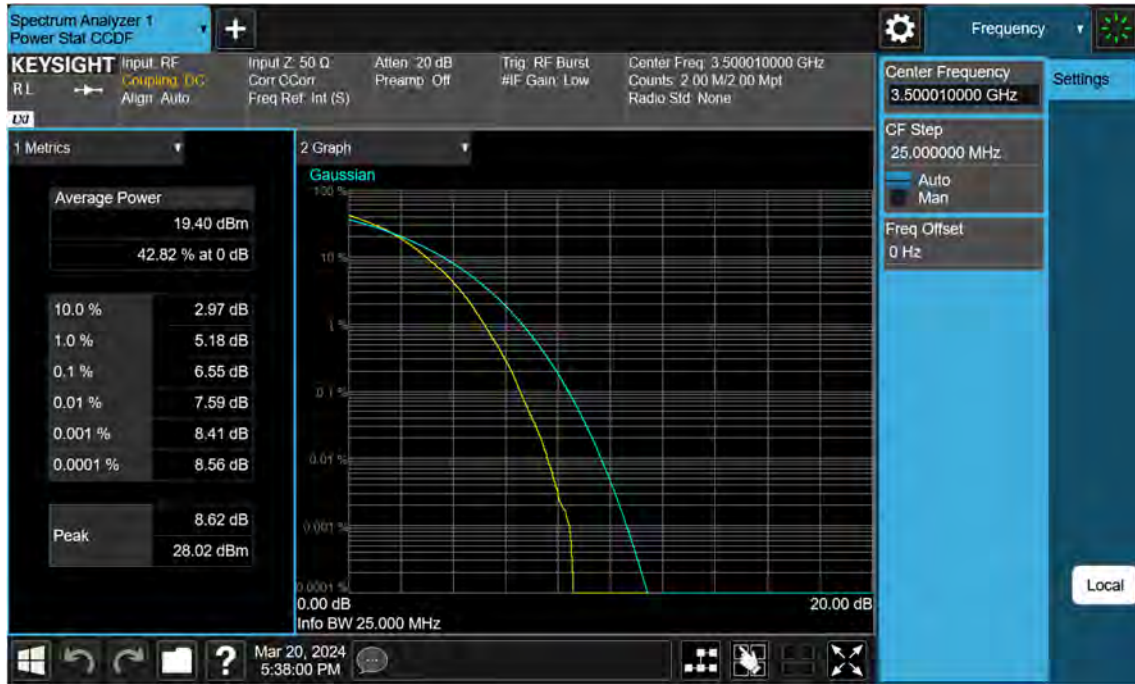 Spectrum Analyzer 1
Power Stat CCDF
Frequency
KEYSIGHT
RL
LXI
Input: RF
Coupling: DC
Align: Auto
Input Z: 50 Ω
Corr CCorr
Freq Ref: Int (S)
Atten: 20 dB
Preamp: Off
Trig: RF Burst
#IF Gain: Low
Center Freq: 3.500010000 GHz
Counts: 2.00 M/2.00 Mpt
Radio Std: None
Center Frequency
3.500010000 GHz
Settings
CF Step
25.000000 MHz
Auto
Man
Freq Offset
0 Hz
1 Metrics
Average Power
19.40 dBm
42.82 % at 0 dB
10.0 % 2.97 dB
1.0 % 5.18 dB
0.1 % 6.55 dB
0.01 % 7.59 dB
0.001 % 8.41 dB
0.0001 % 8.56 dB
Peak
8.62 dB
28.02 dBm
2 Graph
Gaussian
100 %
10 %
1 %
0.1 %
0.01 %
0.001 %
0.0001 %
0.00 dB 20.00 dB
Info BW 25.000 MHz
Local
?
Mar 20, 2024
5:38:00 PM